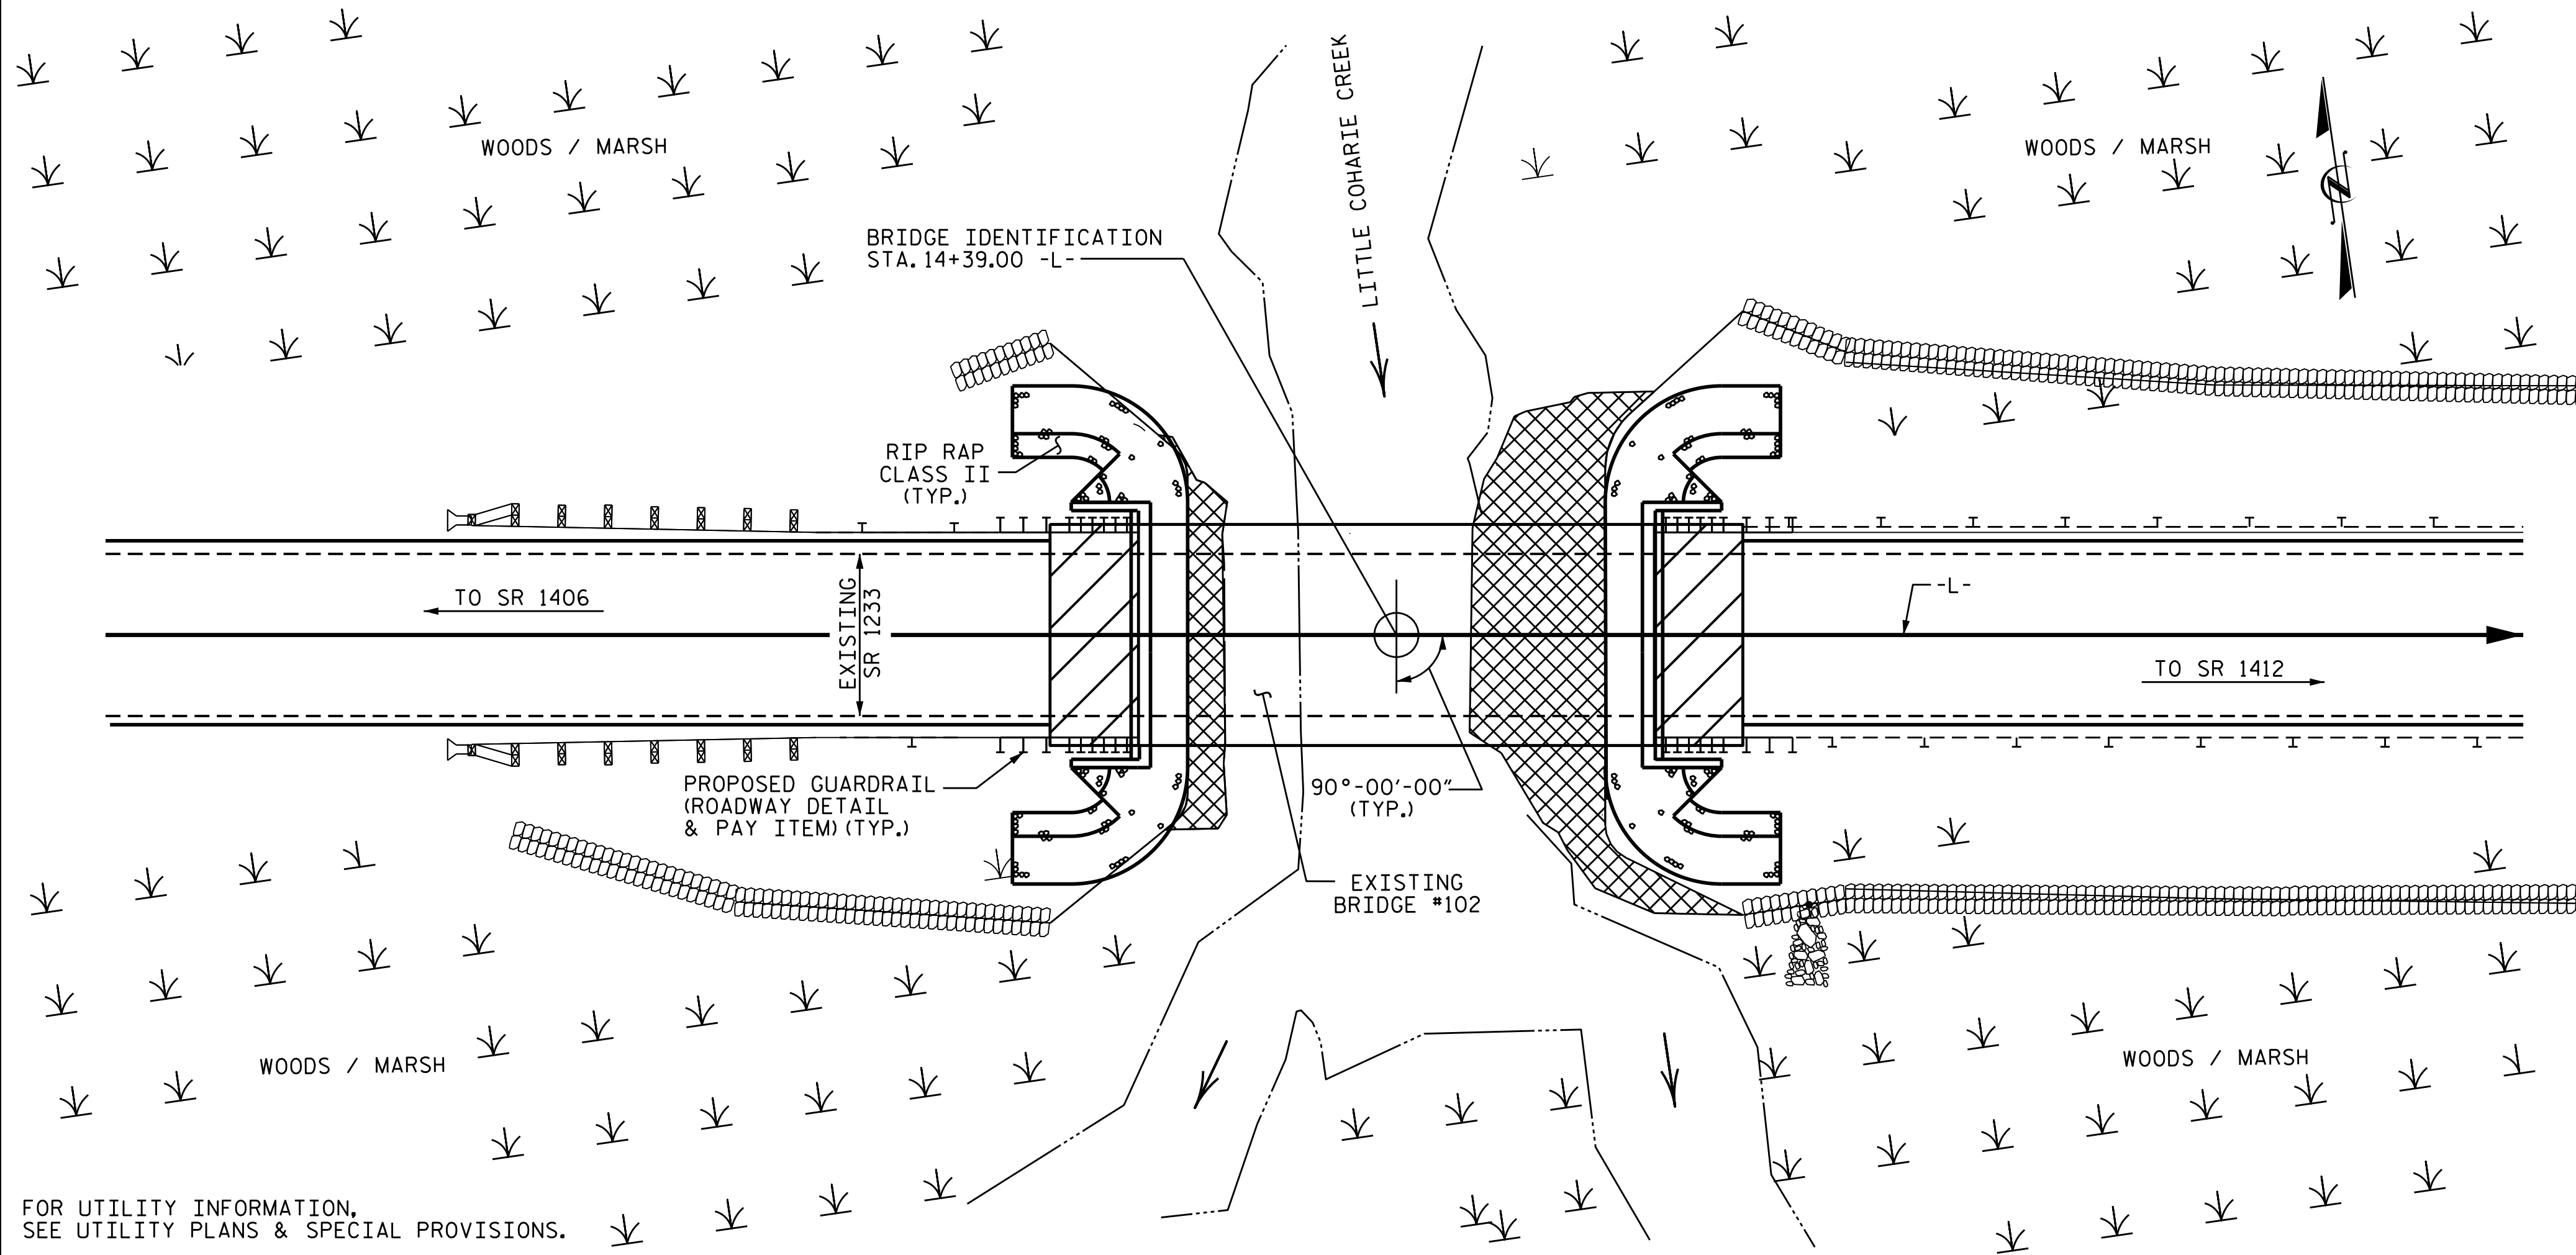 WOODS / MARSH
WOODS / MARSH
LITTLE COHARIE CREEK
N
BRIDGE IDENTIFICATION
STA. 14+39.00 -L-
RIP RAP
CLASS II
(TYP.)
TO SR 1406
EXISTING
SR 1233
-L-
TO SR 1412
PROPOSED GUARDRAIL
(ROADWAY DETAIL
& PAY ITEM) (TYP.)
90°-00'-00"
(TYP.)
EXISTING
BRIDGE #102
WOODS / MARSH
WOODS / MARSH
FOR UTILITY INFORMATION,
SEE UTILITY PLANS & SPECIAL PROVISIONS.